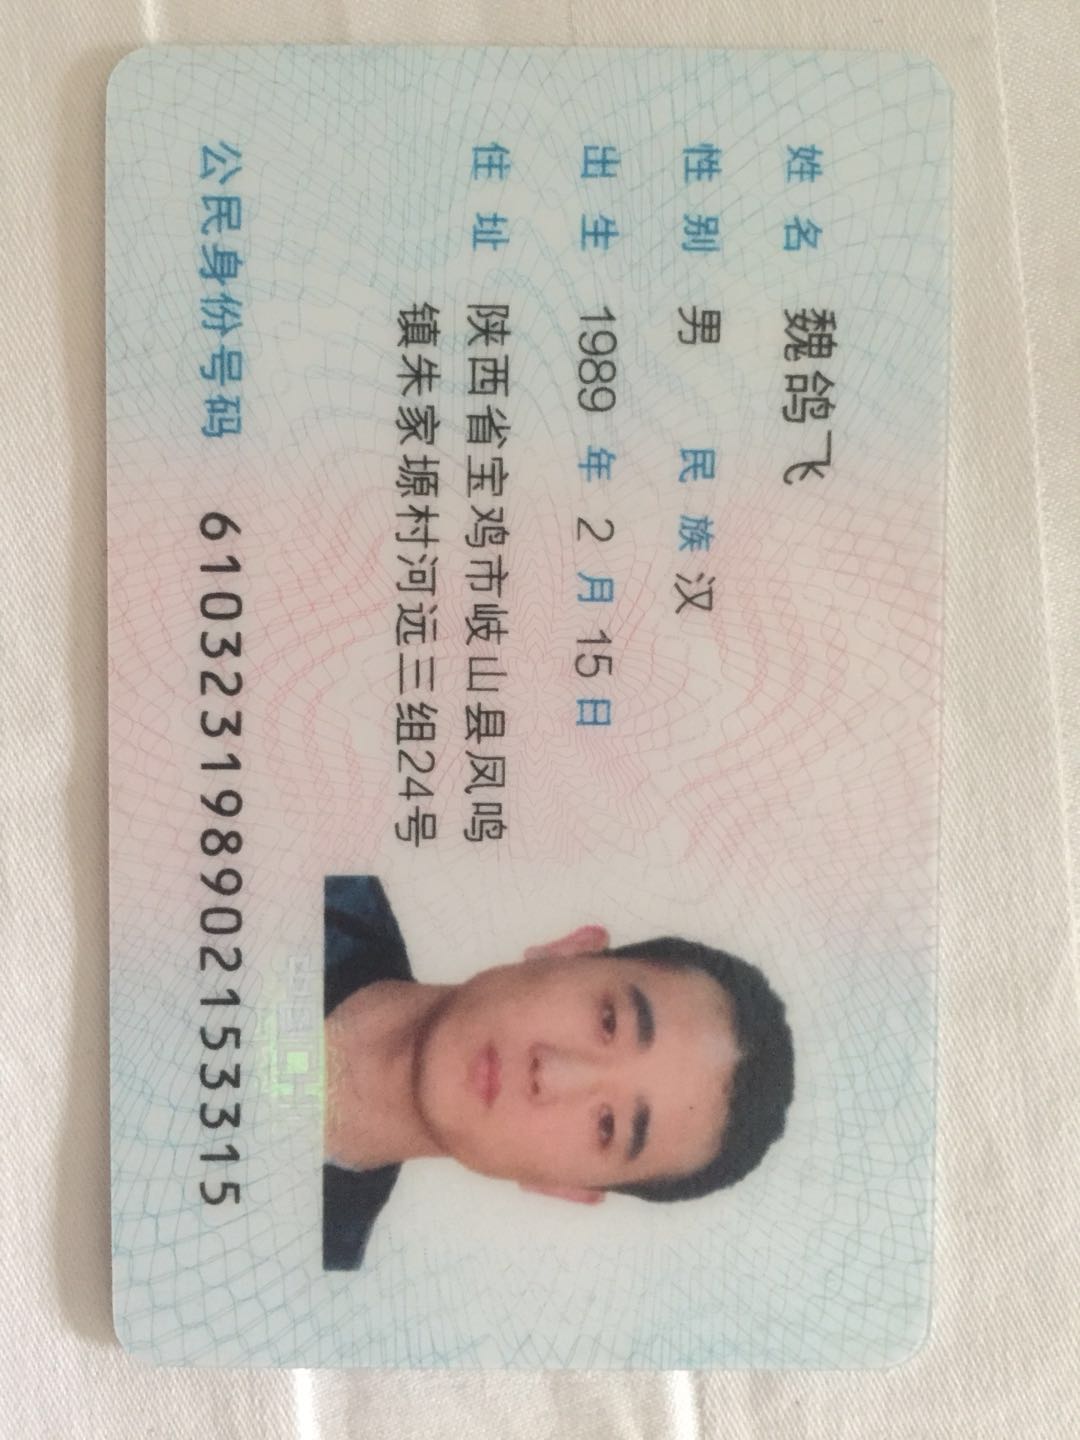 姓名 魏鸽飞
性别 男 民族 汉
出生 1989 年 2 月 15 日
住址 陕西省宝鸡市岐山县凤鸣
镇朱家塬村河远三组24号
公民身份号码 610323198902153315